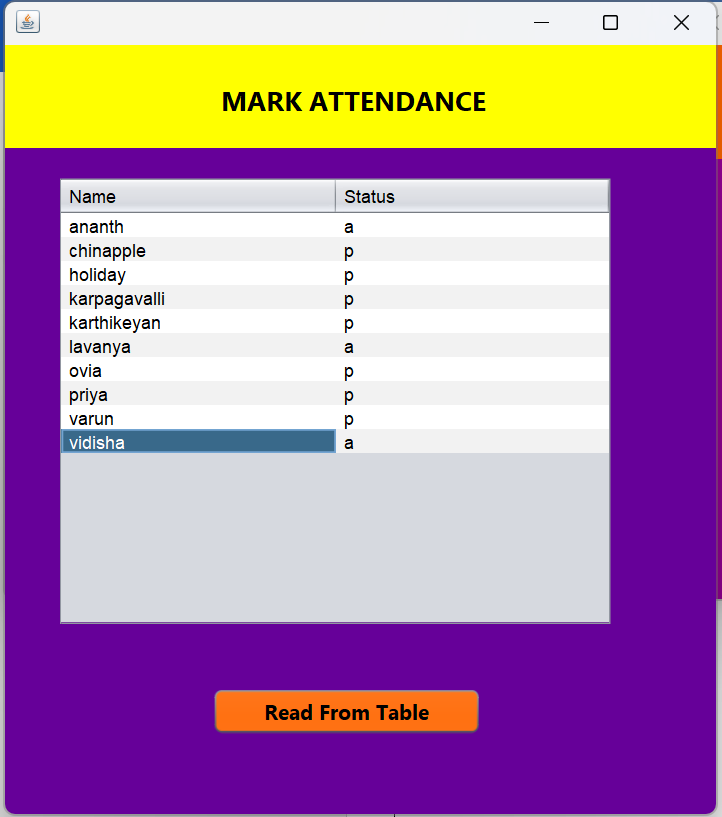 MARK ATTENDANCE
Name Status
ananth a
chinapple p
holiday p
karpagavalli p
karthikeyan p
lavanya a
ovia p
priya p
varun p
vidisha a
Read From Table